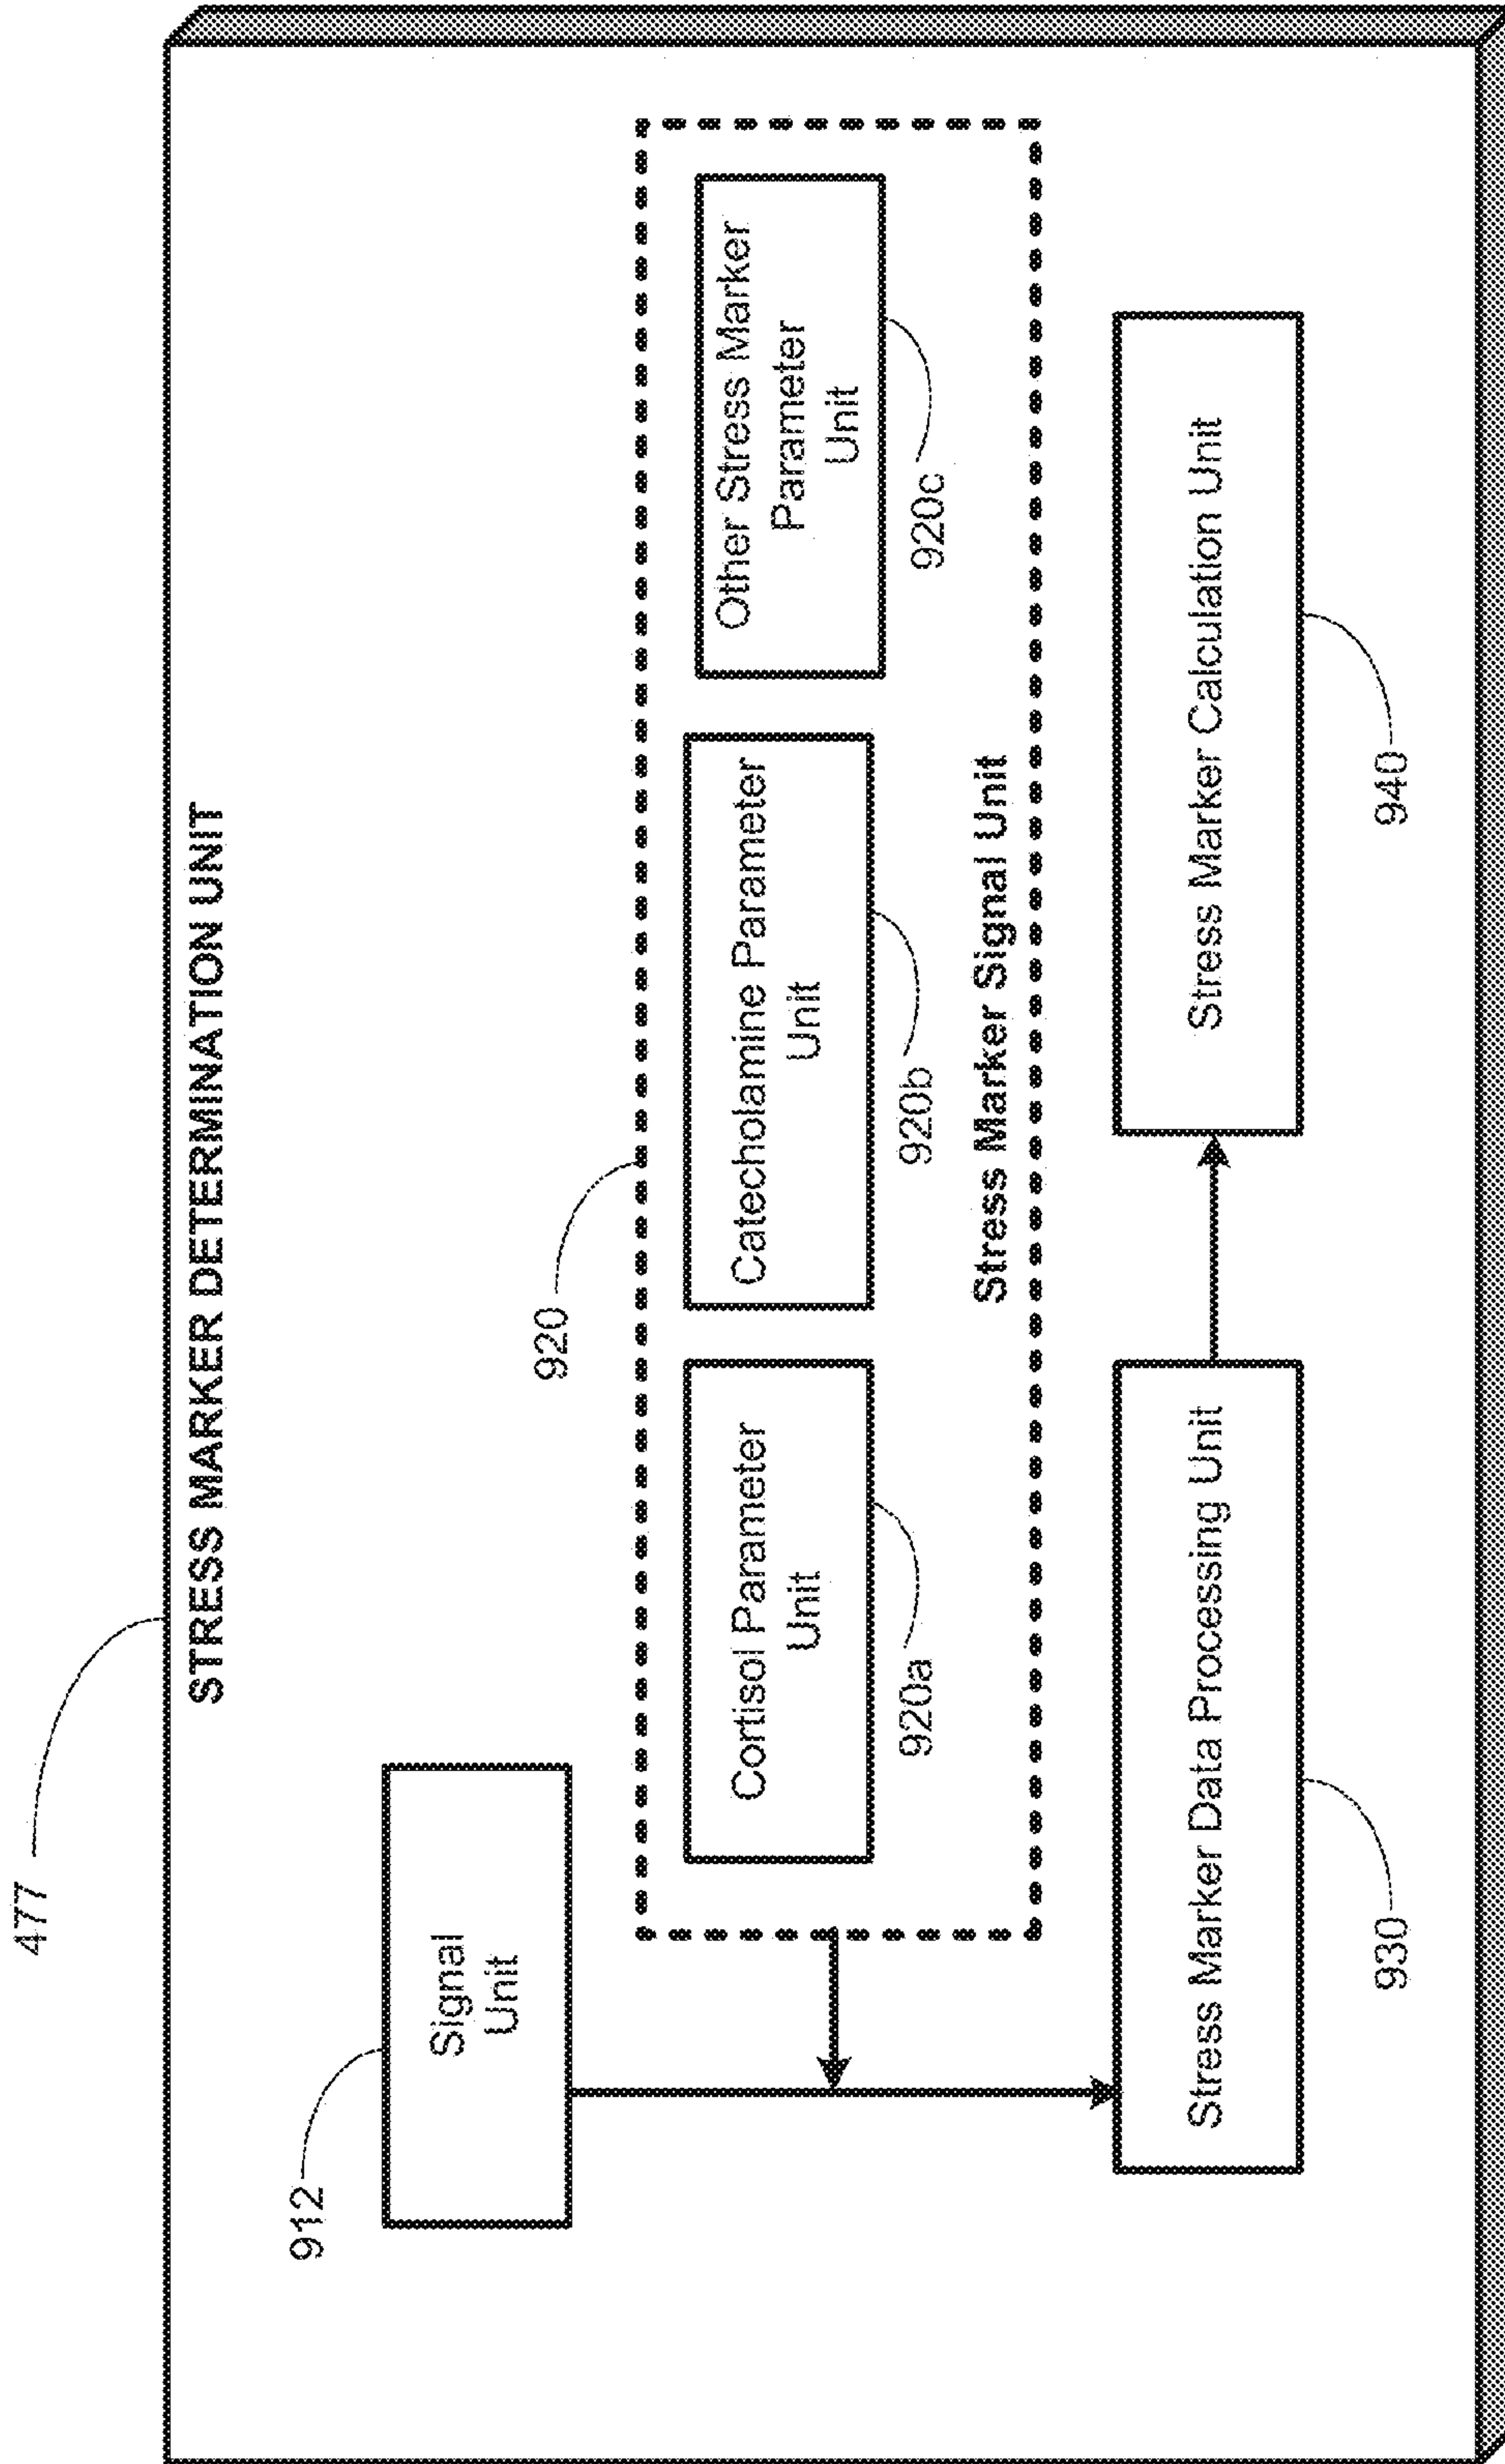 477
STRESS MARKER DETERMINATION UNIT
912
Signal
Unit
920
Cortisol Parameter
Unit
920a
Catecholamine Parameter
Unit
920b
Other Stress Marker
Parameter
Unit
920c
Stress Marker Signal Unit
Stress Marker Data Processing Unit
930
Stress Marker Calculation Unit
940